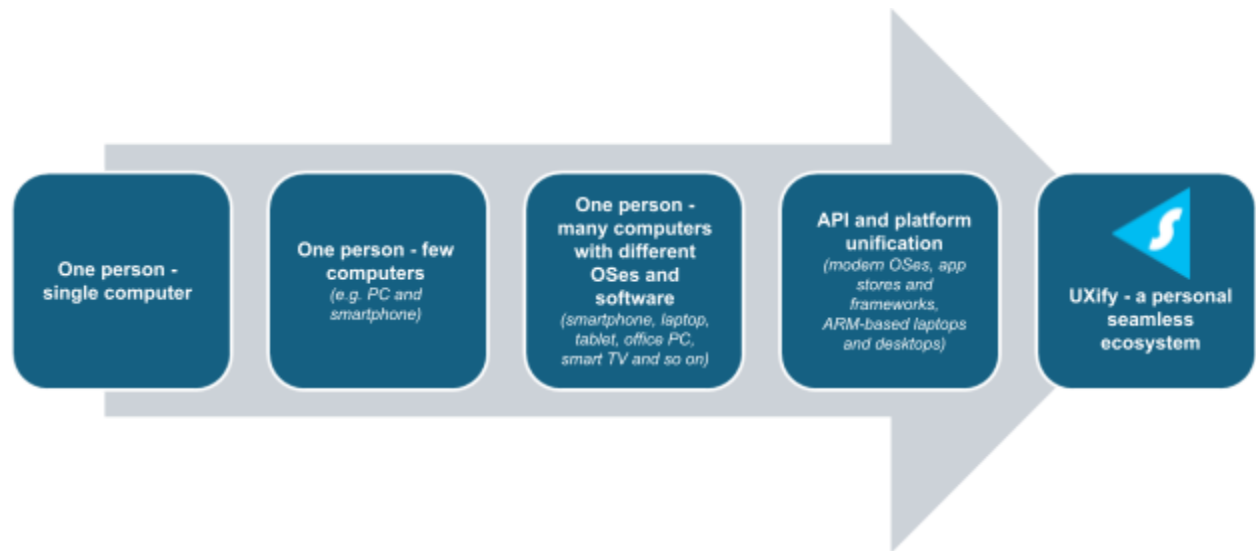 One person -
single computer
One person - few
computers
(e.g. PC and
smartphone)
One person -
many computers
with different
OSes and
software
(smartphone, laptop,
tablet, office PC,
smart TV and so on)
API and platform
unification
(modern OSes, app
stores and
frameworks,
ARM-based laptops
and desktops)
S
UXify - a personal
seamless
ecosystem